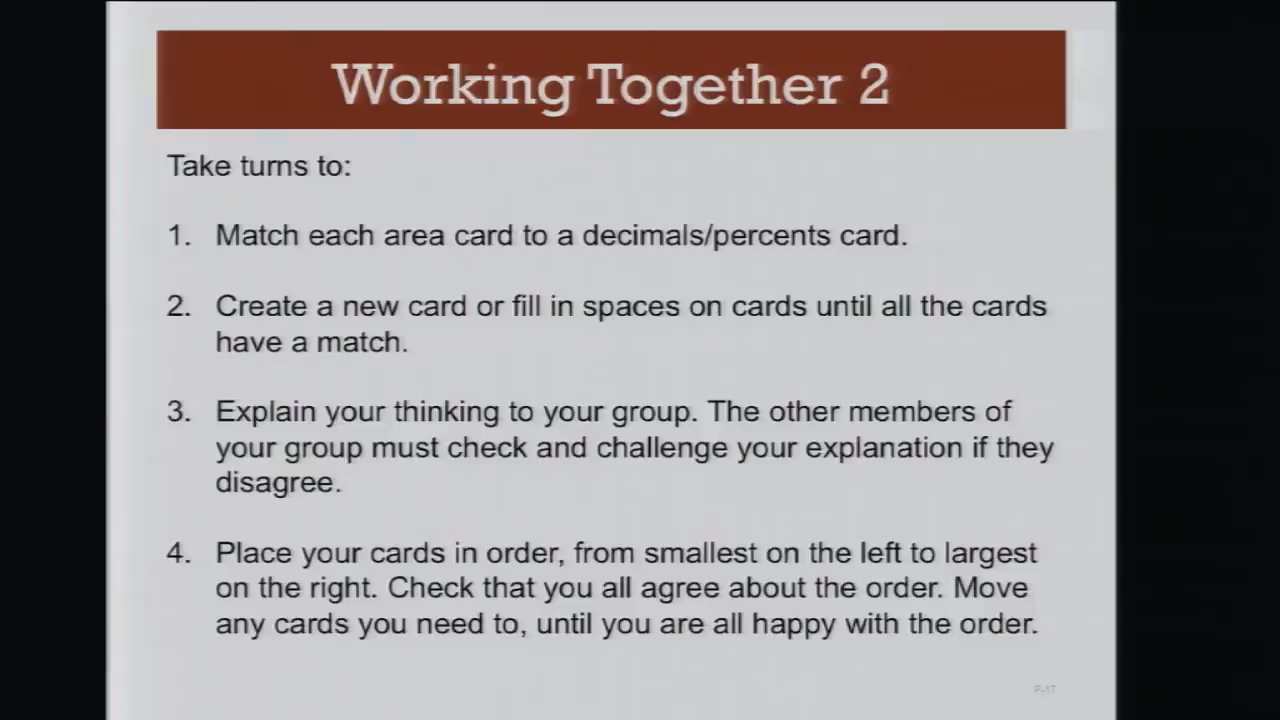 Working Together 2
Take turns to:
1. Match each area card to a decimals/percents card.
2. Create a new card or fill in spaces on cards until all the cards
have a match.
3. Explain your thinking to your group. The other members of
your group must check and challenge your explanation if they
disagree.
4. Place your cards in order, from smallest on the left to largest
on the right. Check that you all agree about the order. Move
any cards you need to, until you are all happy with the order.